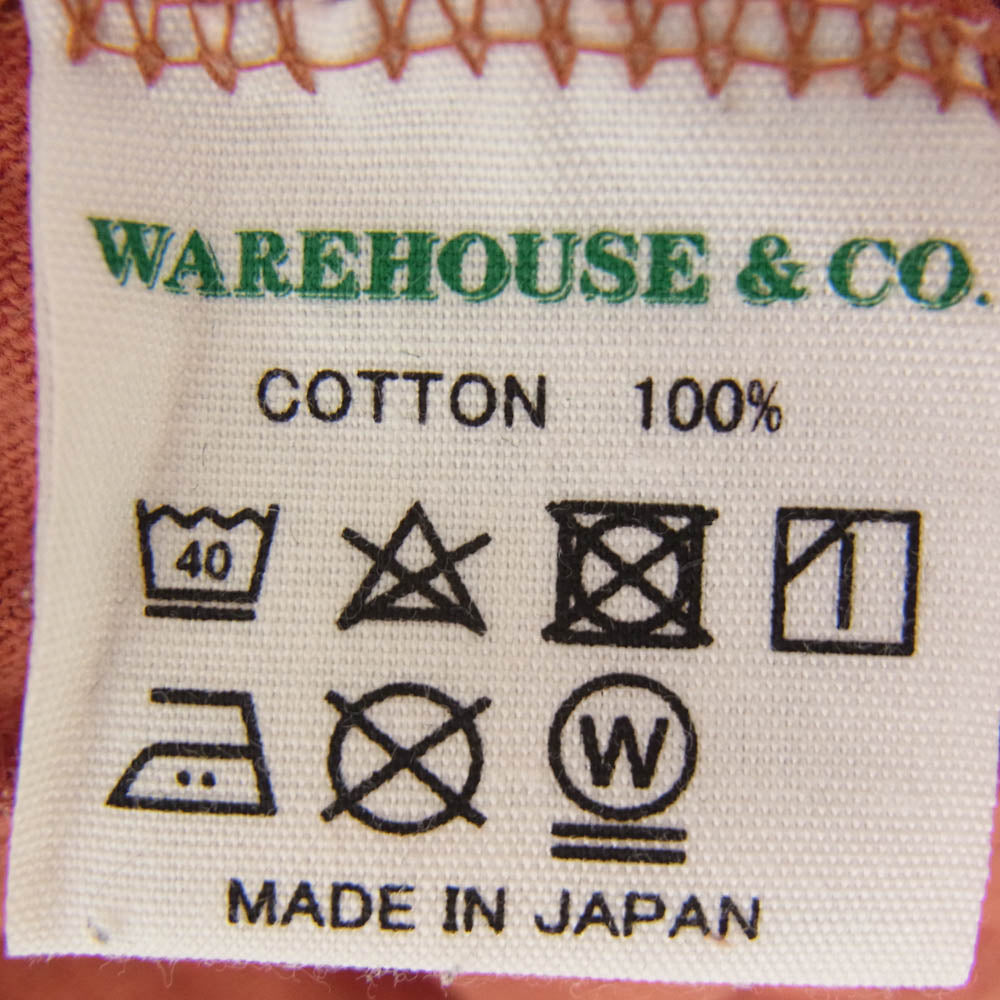 WAREHOUSE & CO.
COTTON 100%
40
W
MADE IN JAPAN